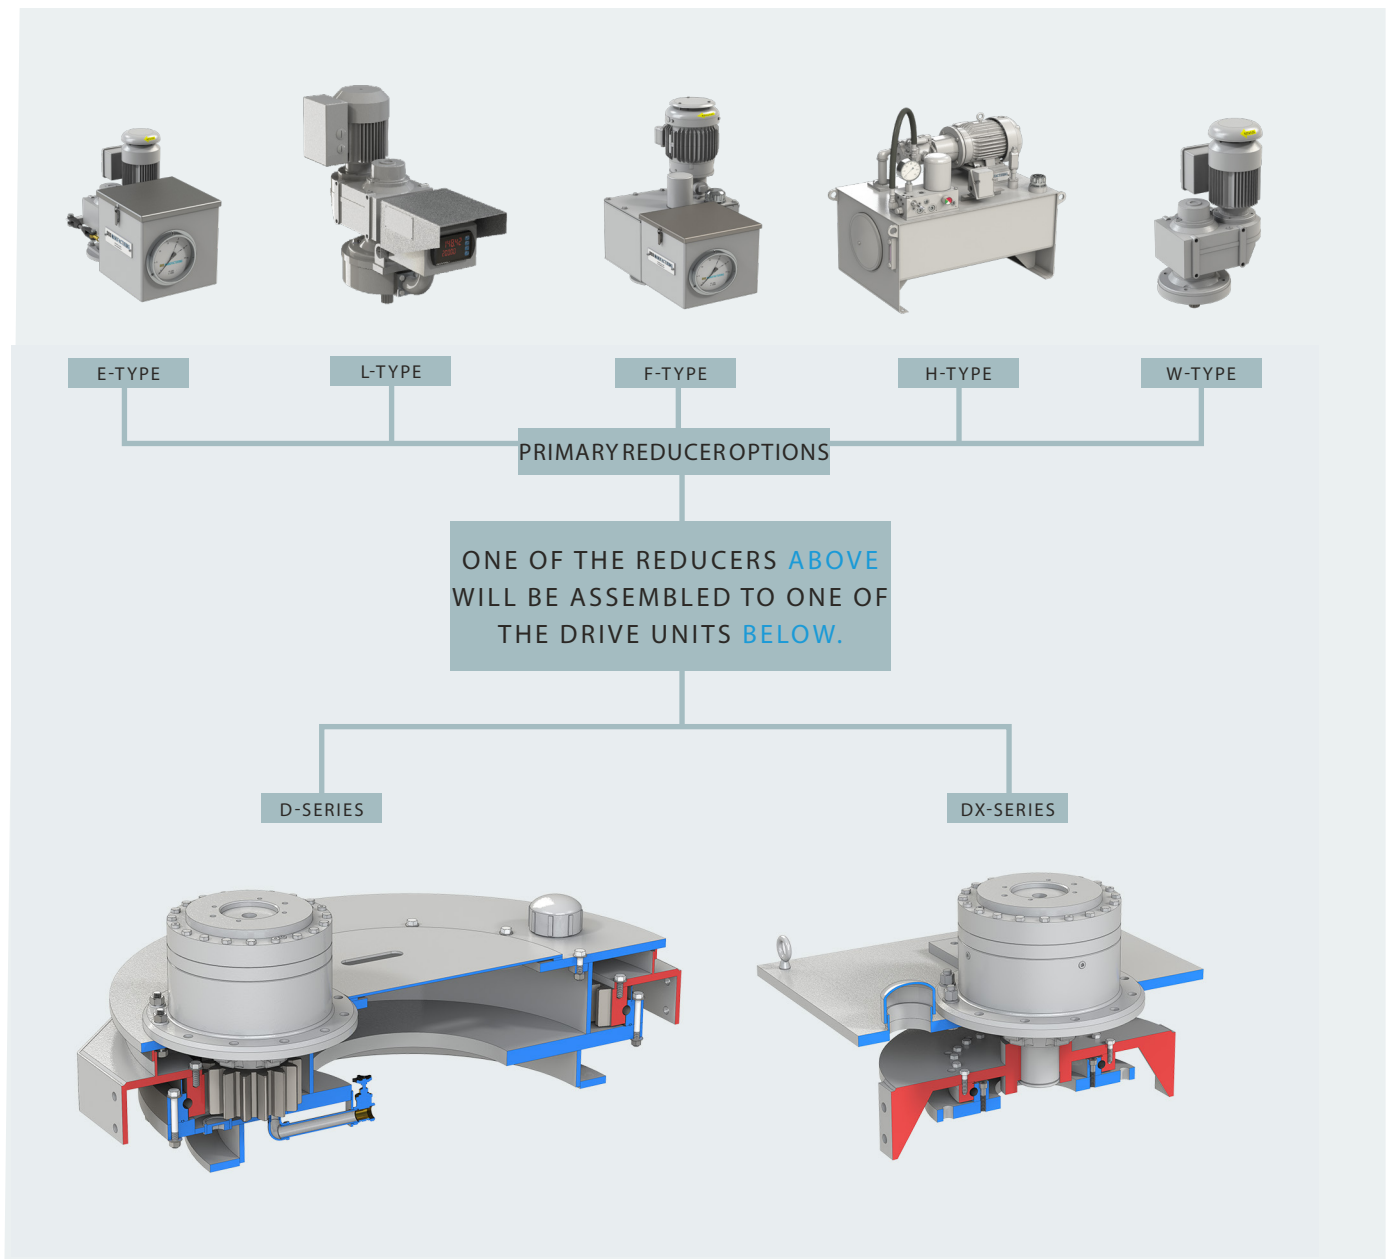 E-TYPE
L-TYPE
F-TYPE
H-TYPE
W-TYPE
PRIMARY REDUCER OPTIONS
ONE OF THE REDUCERS ABOVE
WILL BE ASSEMBLED TO ONE OF
THE DRIVE UNITS BELOW.
D-SERIES
DX-SERIES